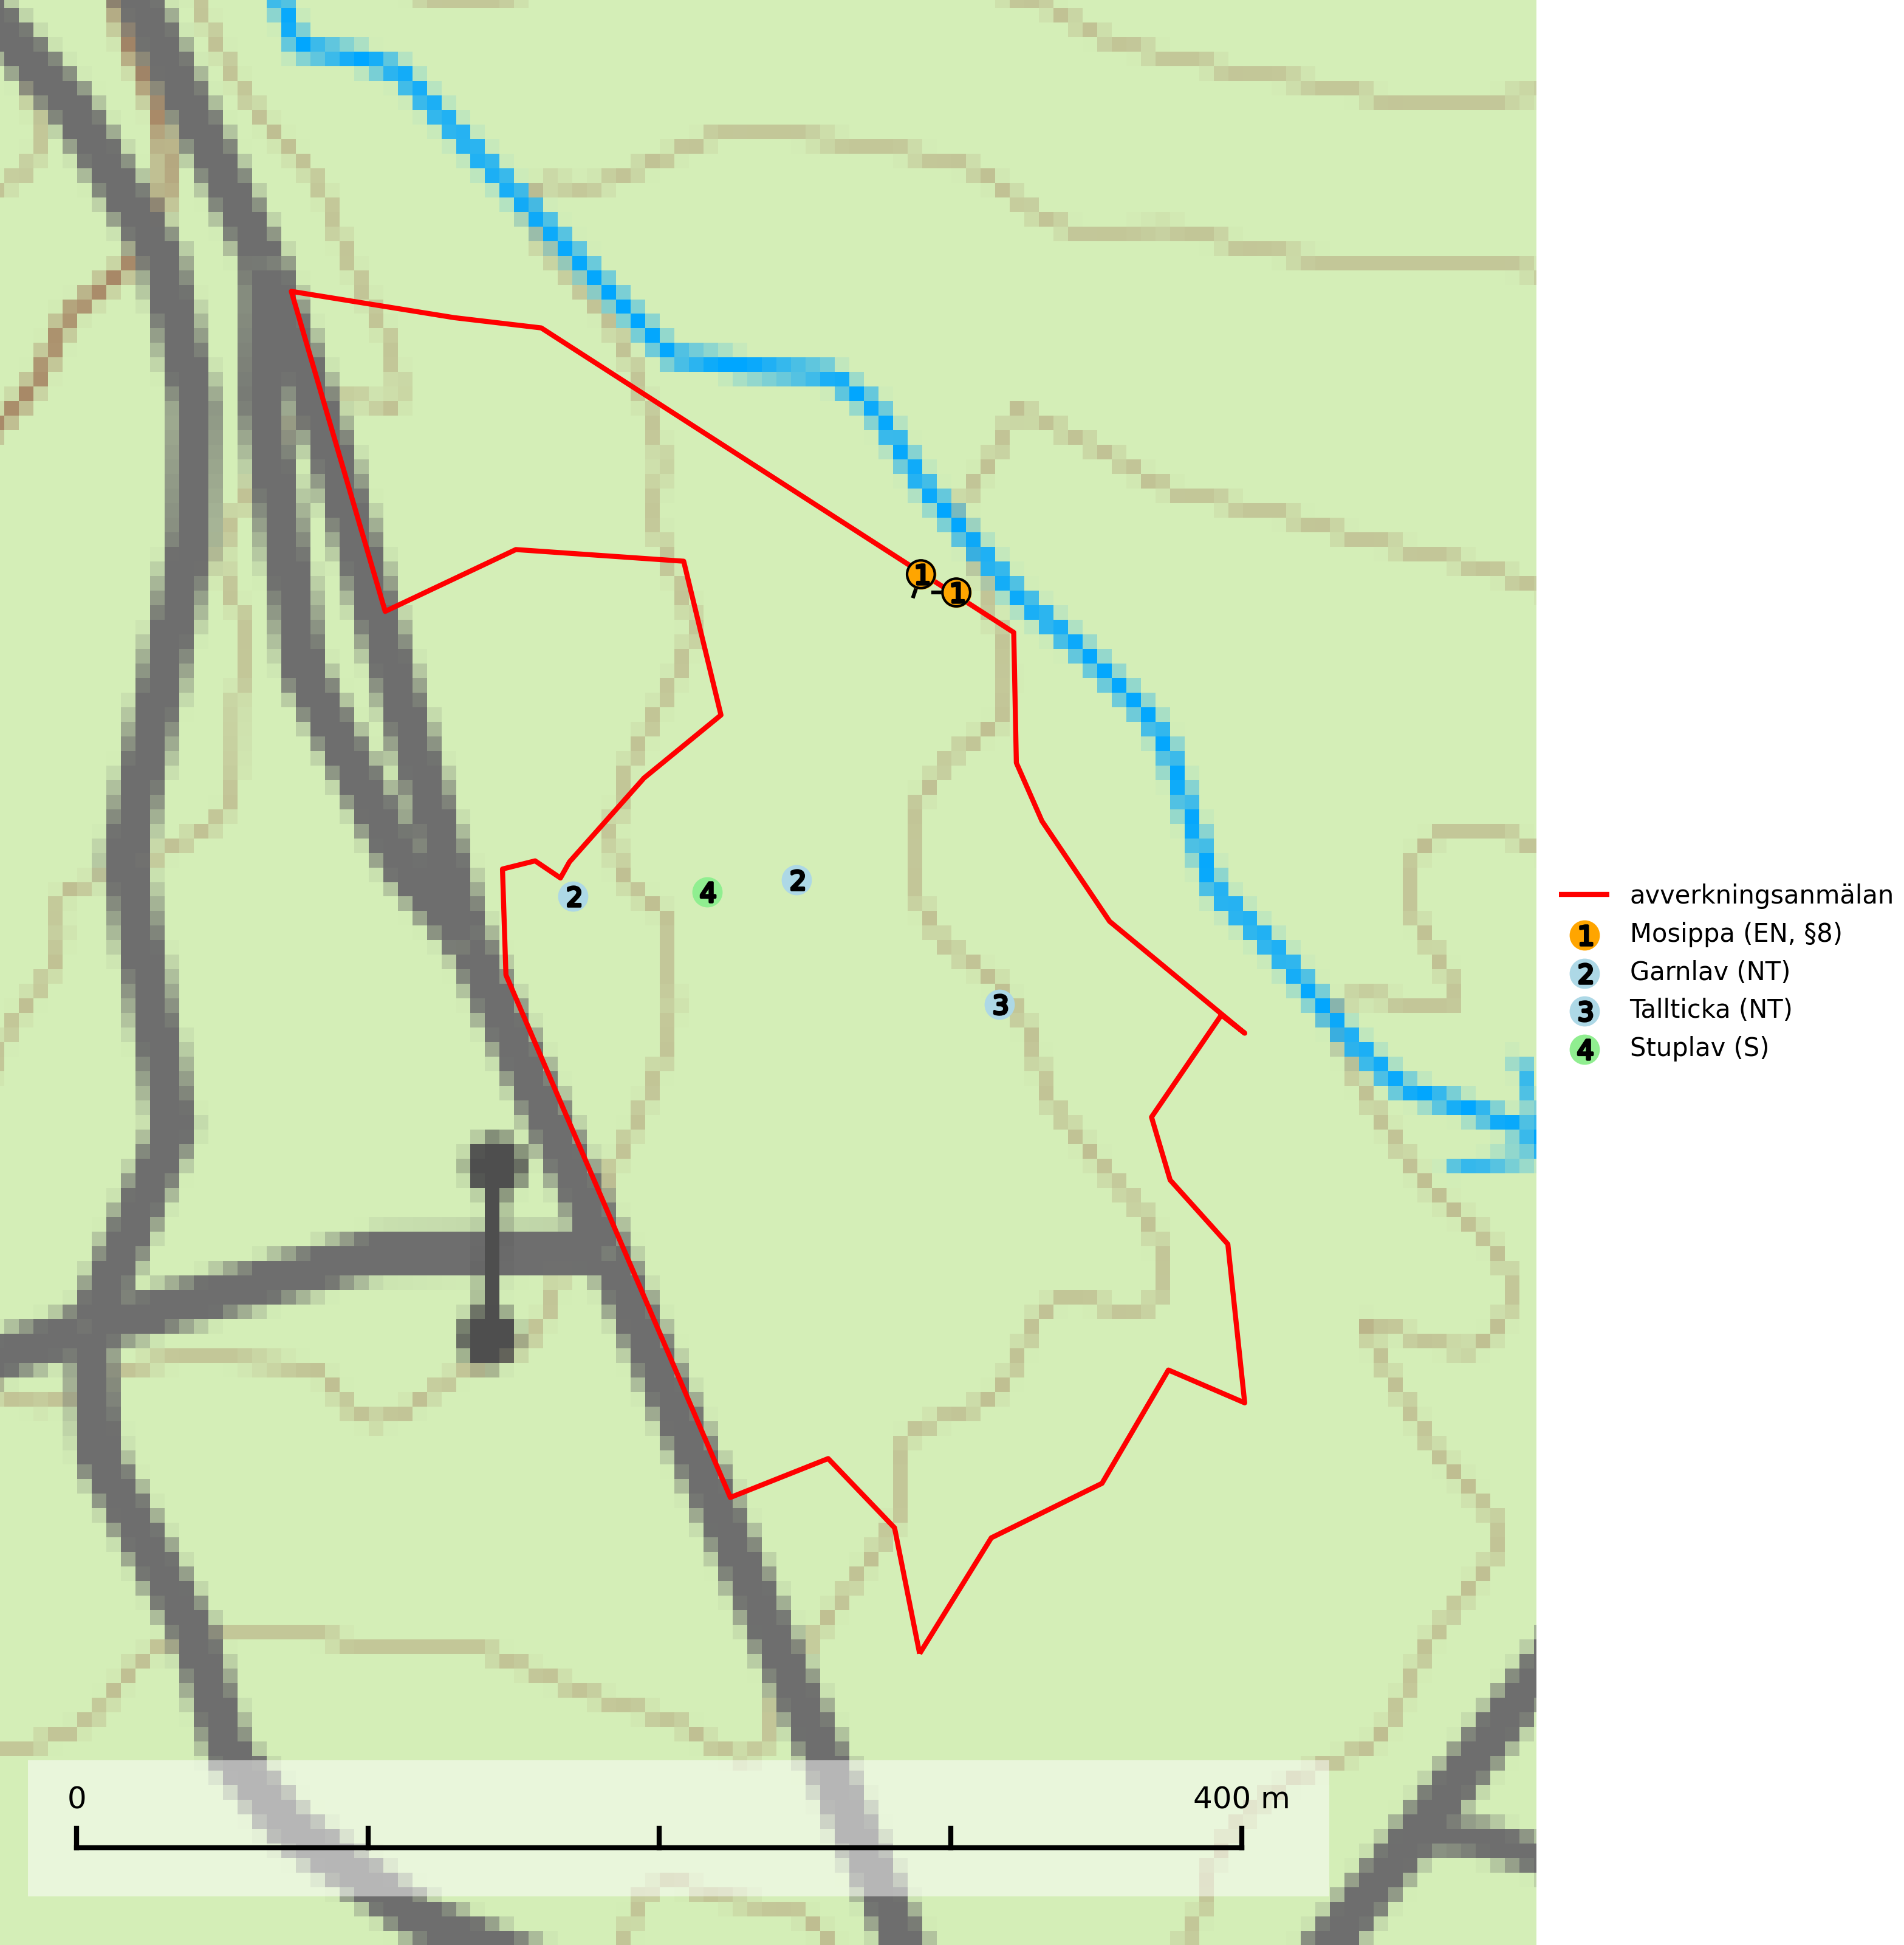 1
1
2
4
2
3
avverkningsanmälan
1 Mosippa (EN, §8)
2 Garnlav (NT)
3 Tallticka (NT)
4 Stuplav (S)
0 400 m